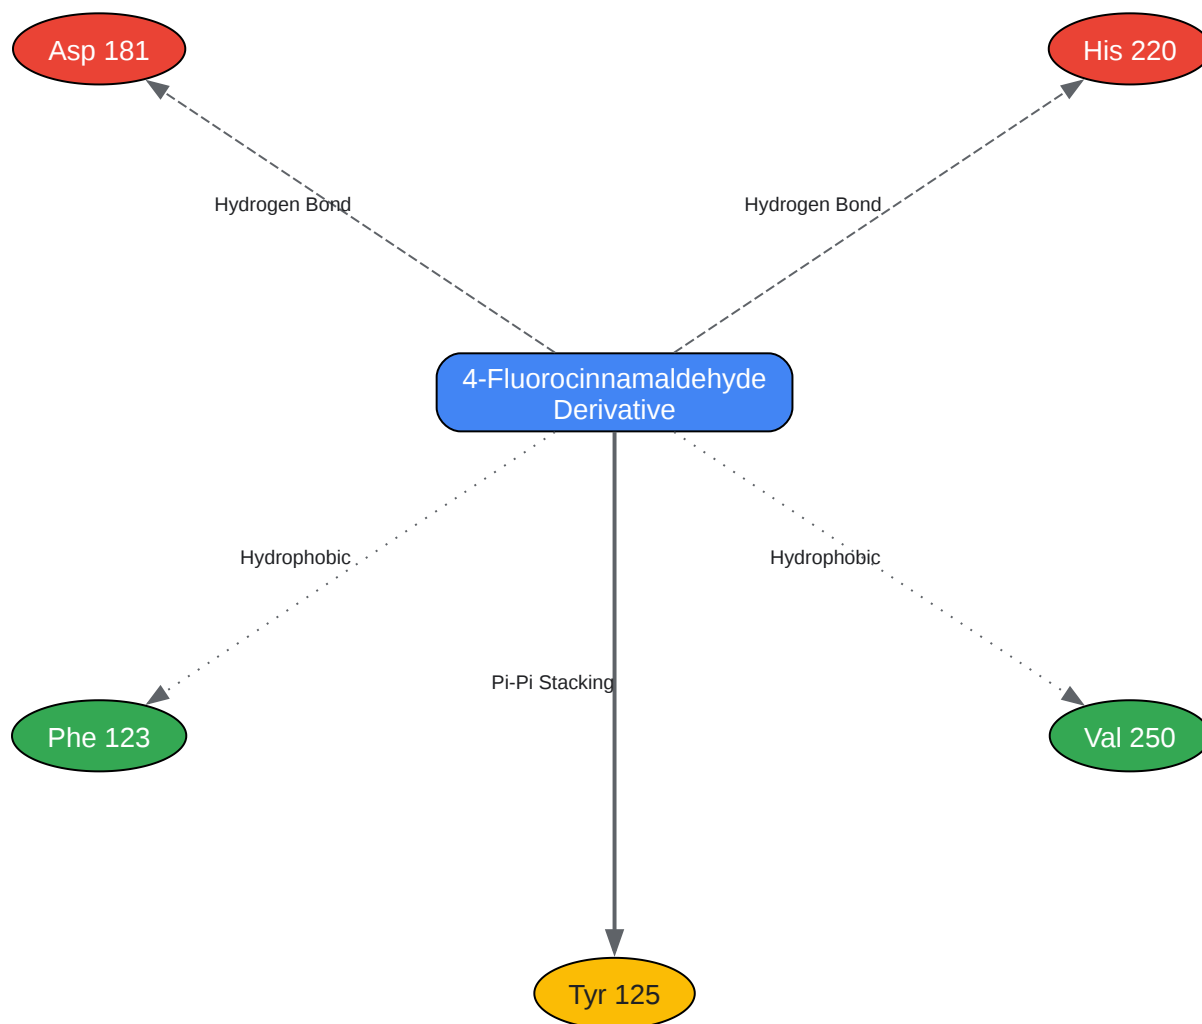 Asp 181
His 220
Hydrogen Bond
Hydrogen Bond
4-Fluorocinnamaldehyde
Derivative
Hydrophobic
Hydrophobic
Pi-Pi Stacking
Phe 123
Val 250
Tyr 125